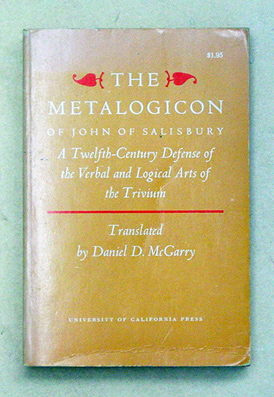 $1.95
THE
METALOGICON
OF JOHN OF SALISBURY
A Twelfth-Century Defense of
the Verbal and Logical Arts of
the Trivium
Translated
by Daniel D. McGarry
UNIVERSITY OF CALIFORNIA PRESS